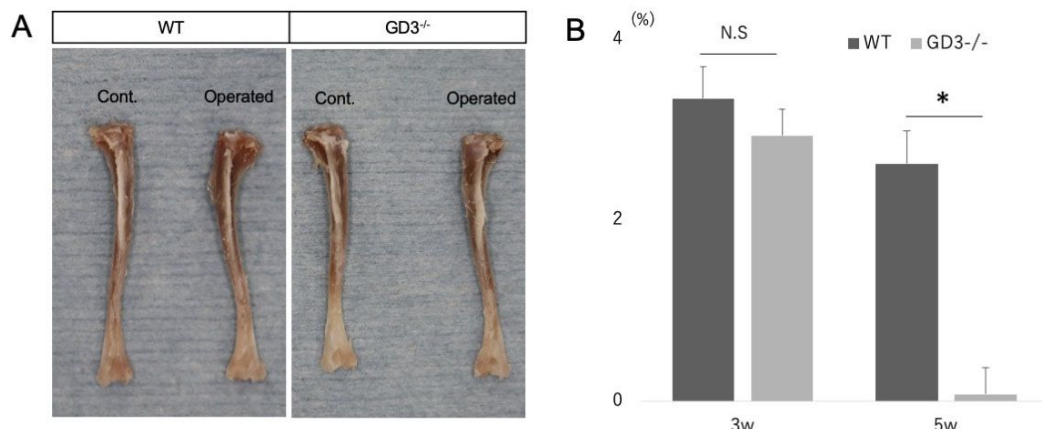 A
WT
GD3-/-
Cont.
Operated
Cont.
Operated
B
(%)
4
N.S
WT
GD3-/-
*
2
0
3w
5w